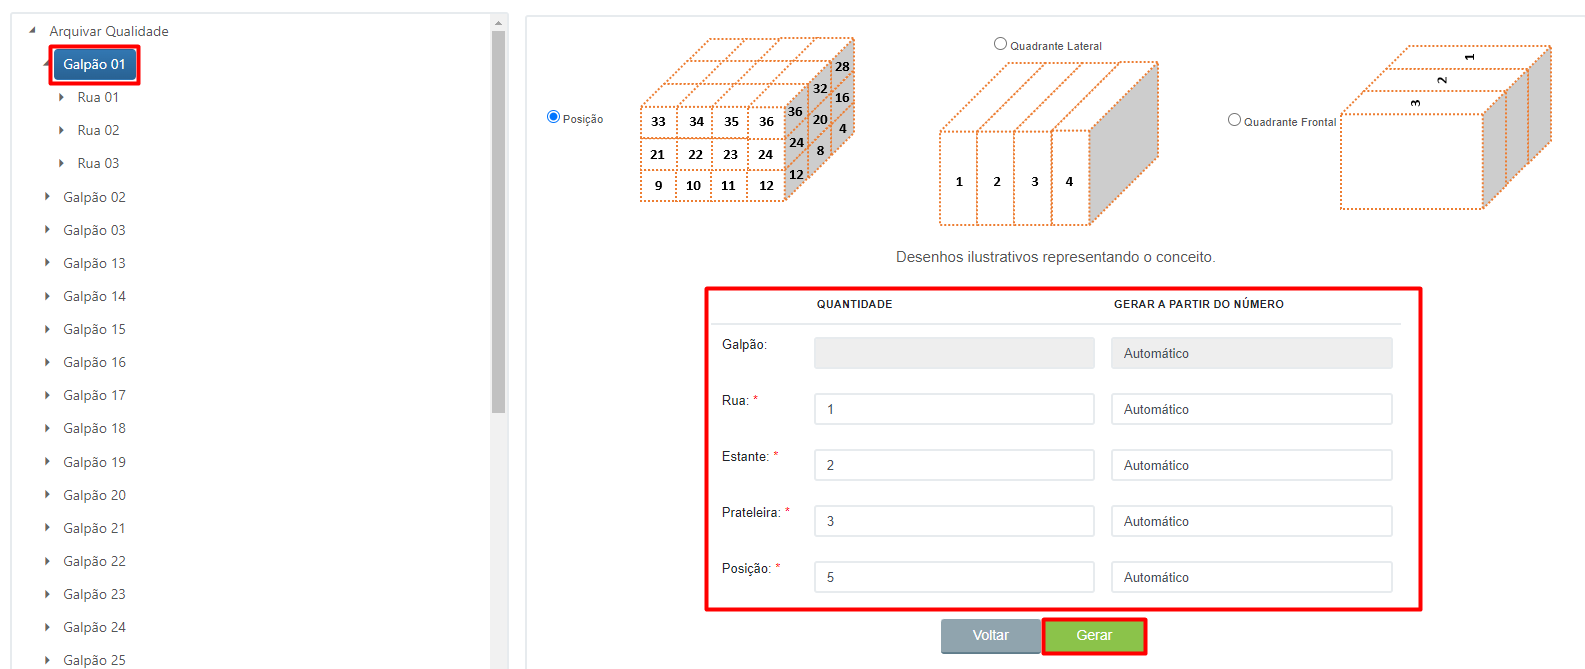 Arquivar Qualidade
Galpão 01
Rua 01
Rua 02
Rua 03
Galpão 02
Galpão 03
Galpão 13
Galpão 14
Galpão 15
Galpão 16
Galpão 17
Galpão 18
Galpão 19
Galpão 20
Galpão 21
Galpão 22
Galpão 23
Galpão 24
Galpão 25
Posição
33 34 35 36
21 22 23 24
9 10 11 12
36 32 28
24 20 16
12 8 4
Quadrante Lateral
1 2 3 4
Quadrante Frontal
1
2
3
Desenhos ilustrativos representando o conceito.
QUANTIDADE GERAR A PARTIR DO NÚMERO
Galpão: Automático
Rua: * 1 Automático
Estante: * 2 Automático
Prateleira: * 3 Automático
Posição: * 5 Automático
Voltar Gerar